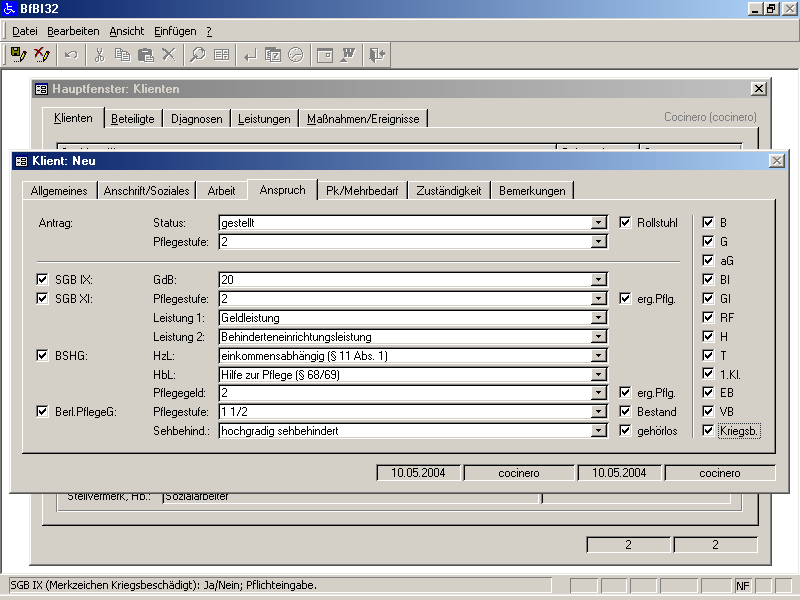 BfBI32
Datei Bearbeiten Ansicht Einfügen ?
Hauptfenster: Klienten
Klienten Beteiligte Diagnosen Leistungen Maßnahmen/Ereignisse Cocinero (cocinero)
Klient: Neu
Allgemeines Anschrift/Soziales Arbeit Anspruch Pk/Mehrbedarf Zuständigkeit Bemerkungen
Antrag: Status: gestellt Rollstuhl B
Pflegestufe: 2 G
aG
SGB IX: GdB: 20 Bl
SGB XI: Pflegestufe: 2 erg.Pflg. Gl
Leistung 1: Geldleistung RF
Leistung 2: Behinderteneinrichtungsleistung H
BSHG: HzL: einkommensabhängig (§ 11 Abs. 1) T
HbL: Hilfe zur Pflege (§ 68/69) 1.Kl.
Pflegegeld: 2 erg.Pflg. EB
Berl.PflegeG: Pflegestufe: 1 1/2 Bestand VB
Sehbehind.: hochgradig sehbehindert gehörlos Kriegsb.
10.05.2004 cocinero 10.05.2004 cocinero
Stellvermerk, Hb.: Sozialarbeiter
2 2
SGB IX (Merkzeichen Kriegsbeschädigt): Ja/Nein; Pflichteingabe. NF